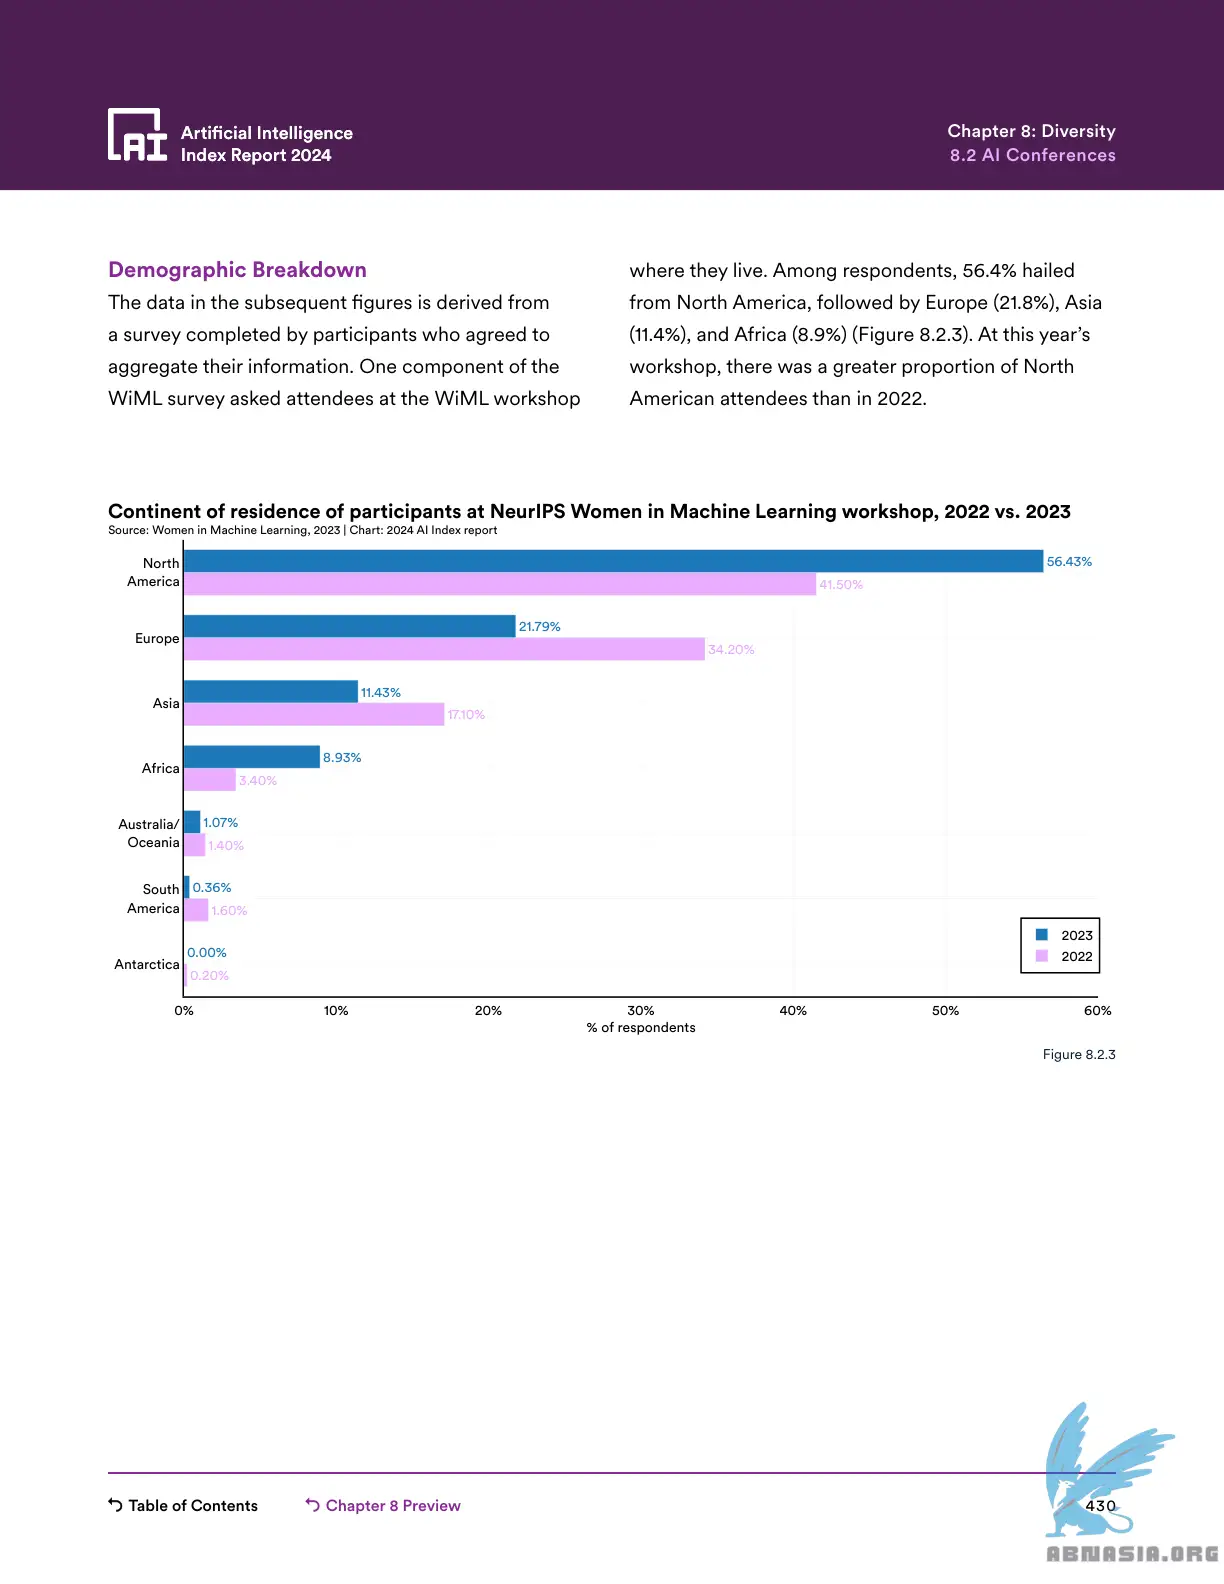 Artificial Intelligence
Index Report 2024
Chapter 8: Diversity
8.2 AI Conferences
Demographic Breakdown
The data in the subsequent figures is derived from
a survey completed by participants who agreed to
aggregate their information. One component of the
WiML survey asked attendees at the WiML workshop
where they live. Among respondents, 56.4% hailed
from North America, followed by Europe (21.8%), Asia
(11.4%), and Africa (8.9%) (Figure 8.2.3). At this year's
workshop, there was a greater proportion of North
American attendees than in 2022.
Continent of residence of participants at NeurIPS Women in Machine Learning workshop, 2022 vs. 2023
Source: Women in Machine Learning, 2023 | Chart: 2024 AI Index report
North
America
56.43%
41.50%
Europe
21.79%
34.20%
Asia
11.43%
17.10%
Africa
8.93%
3.40%
Australia/
Oceania
1.07%
1.40%
South
America
0.36%
1.60%
Antarctica
0.00%
0.20%
2023
2022
0% 10% 20% 30% 40% 50% 60%
% of respondents
Figure 8.2.3
Table of Contents
Chapter 8 Preview
430
ABNASIA.ORG